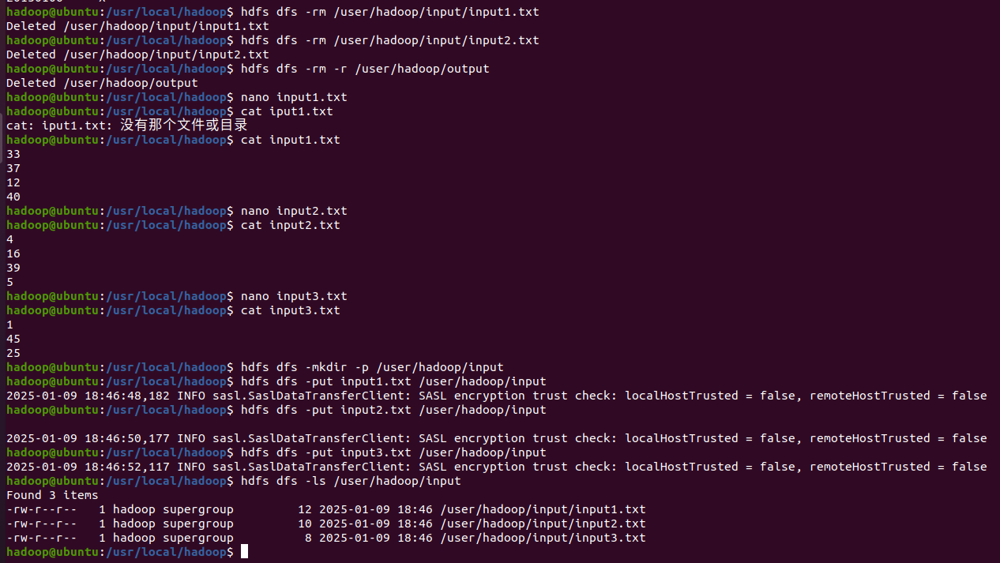 hadoop@ubuntu:/usr/local/hadoop$ hdfs dfs -rm /user/hadoop/input/input1.txt
Deleted /user/hadoop/input/input1.txt
hadoop@ubuntu:/usr/local/hadoop$ hdfs dfs -rm /user/hadoop/input/input2.txt
Deleted /user/hadoop/input/input2.txt
hadoop@ubuntu:/usr/local/hadoop$ hdfs dfs -rm -r /user/hadoop/output
Deleted /user/hadoop/output
hadoop@ubuntu:/usr/local/hadoop$ nano input1.txt
hadoop@ubuntu:/usr/local/hadoop$ cat iput1.txt
cat: iput1.txt: 没有那个文件或目录
hadoop@ubuntu:/usr/local/hadoop$ cat input1.txt
33
37
12
40
hadoop@ubuntu:/usr/local/hadoop$ nano input2.txt
hadoop@ubuntu:/usr/local/hadoop$ cat input2.txt
4
16
39
5
hadoop@ubuntu:/usr/local/hadoop$ nano input3.txt
hadoop@ubuntu:/usr/local/hadoop$ cat input3.txt
1
45
25
hadoop@ubuntu:/usr/local/hadoop$ hdfs dfs -mkdir -p /user/hadoop/input
hadoop@ubuntu:/usr/local/hadoop$ hdfs dfs -put input1.txt /user/hadoop/input
2025-01-09 18:46:48,182 INFO sasl.SaslDataTransferClient: SASL encryption trust check: localHostTrusted = false, remoteHostTrusted = false
hadoop@ubuntu:/usr/local/hadoop$ hdfs dfs -put input2.txt /user/hadoop/input
2025-01-09 18:46:50,177 INFO sasl.SaslDataTransferClient: SASL encryption trust check: localHostTrusted = false, remoteHostTrusted = false
hadoop@ubuntu:/usr/local/hadoop$ hdfs dfs -put input3.txt /user/hadoop/input
2025-01-09 18:46:52,117 INFO sasl.SaslDataTransferClient: SASL encryption trust check: localHostTrusted = false, remoteHostTrusted = false
hadoop@ubuntu:/usr/local/hadoop$ hdfs dfs -ls /user/hadoop/input
Found 3 items
-rw-r--r--   1 hadoop supergroup         12 2025-01-09 18:46 /user/hadoop/input/input1.txt
-rw-r--r--   1 hadoop supergroup         10 2025-01-09 18:46 /user/hadoop/input/input2.txt
-rw-r--r--   1 hadoop supergroup          8 2025-01-09 18:46 /user/hadoop/input/input3.txt
hadoop@ubuntu:/usr/local/hadoop$